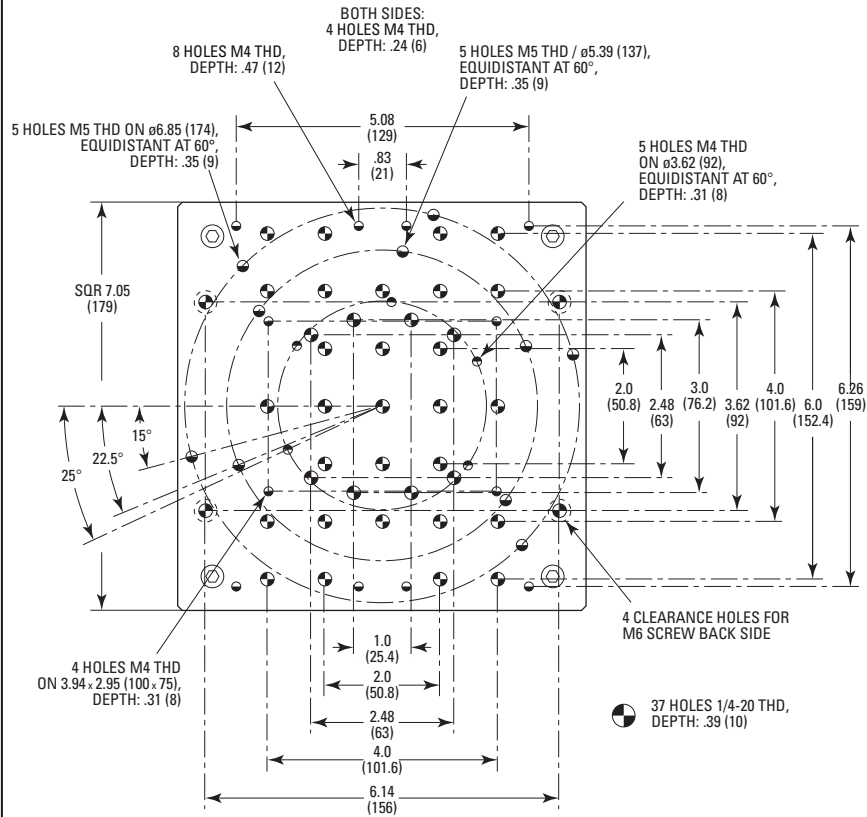 BOTH SIDES:
4 HOLES M4 THD,
DEPTH: .24 (6)
8 HOLES M4 THD,
DEPTH: .47 (12)
5 HOLES M5 THD / ø5.39 (137),
EQUIDISTANT AT 60°,
DEPTH: .35 (9)
5 HOLES M5 THD ON ø6.85 (174),
EQUIDISTANT AT 60°,
DEPTH: .35 (9)
5.08
(129)
.83
(21)
5 HOLES M4 THD
ON ø3.62 (92),
EQUIDISTANT AT 60°,
DEPTH: .31 (8)
SQR 7.05
(179)
2.0
(50.8)
2.48
(63)
3.0
(76.2)
3.62
(92)
4.0
(101.6)
6.0
(152.4)
6.26
(159)
15°
22.5°
25°
4 CLEARANCE HOLES FOR
M6 SCREW BACK SIDE
4 HOLES M4 THD
ON 3.94 x 2.95 (100 x 75),
DEPTH: .31 (8)
1.0
(25.4)
2.0
(50.8)
2.48
(63)
4.0
(101.6)
6.14
(156)
37 HOLES 1/4-20 THD,
DEPTH: .39 (10)